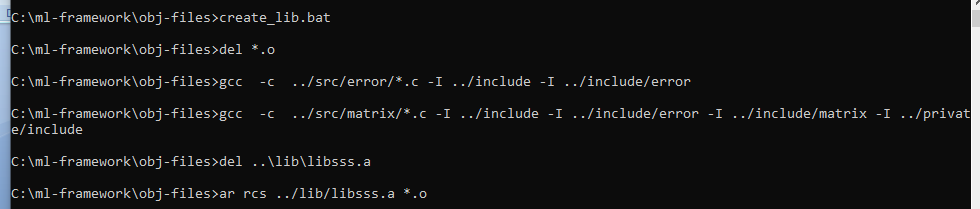 C:\ml-framework\obj-files>create_lib.bat
C:\ml-framework\obj-files>del *.o
C:\ml-framework\obj-files>gcc  -c  ../src/error/*.c -I ../include -I ../include/error
C:\ml-framework\obj-files>gcc  -c  ../src/matrix/*.c -I ../include -I ../include/error -I ../include/matrix -I ../privat
e/include
C:\ml-framework\obj-files>del ..\lib\libsss.a
C:\ml-framework\obj-files>ar rcs ../lib/libsss.a *.o